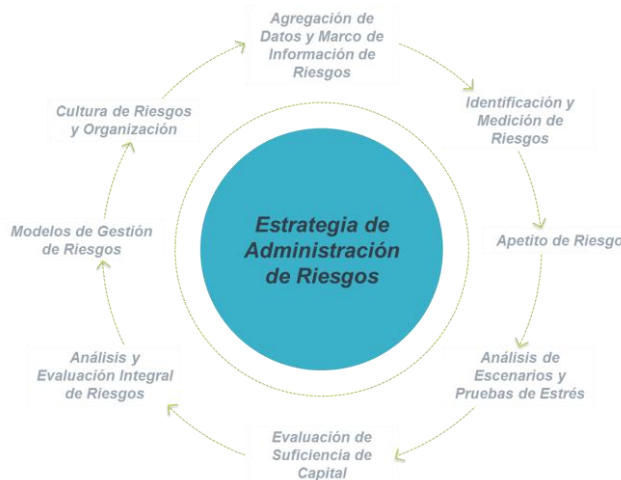 Agregación de
Datos y Marco de
Información de
Riesgos
Identificación y
Medición de
Riesgos
Apetito de Riesgo
Análisis de
Escenarios y
Pruebas de Estrés
Evaluación de
Suficiencia de
Capital
Análisis y
Evaluación Integral
de Riesgos
Modelos de Gestión
de Riesgos
Cultura de Riesgos
y Organización
Estrategia de
Administración
de Riesgos